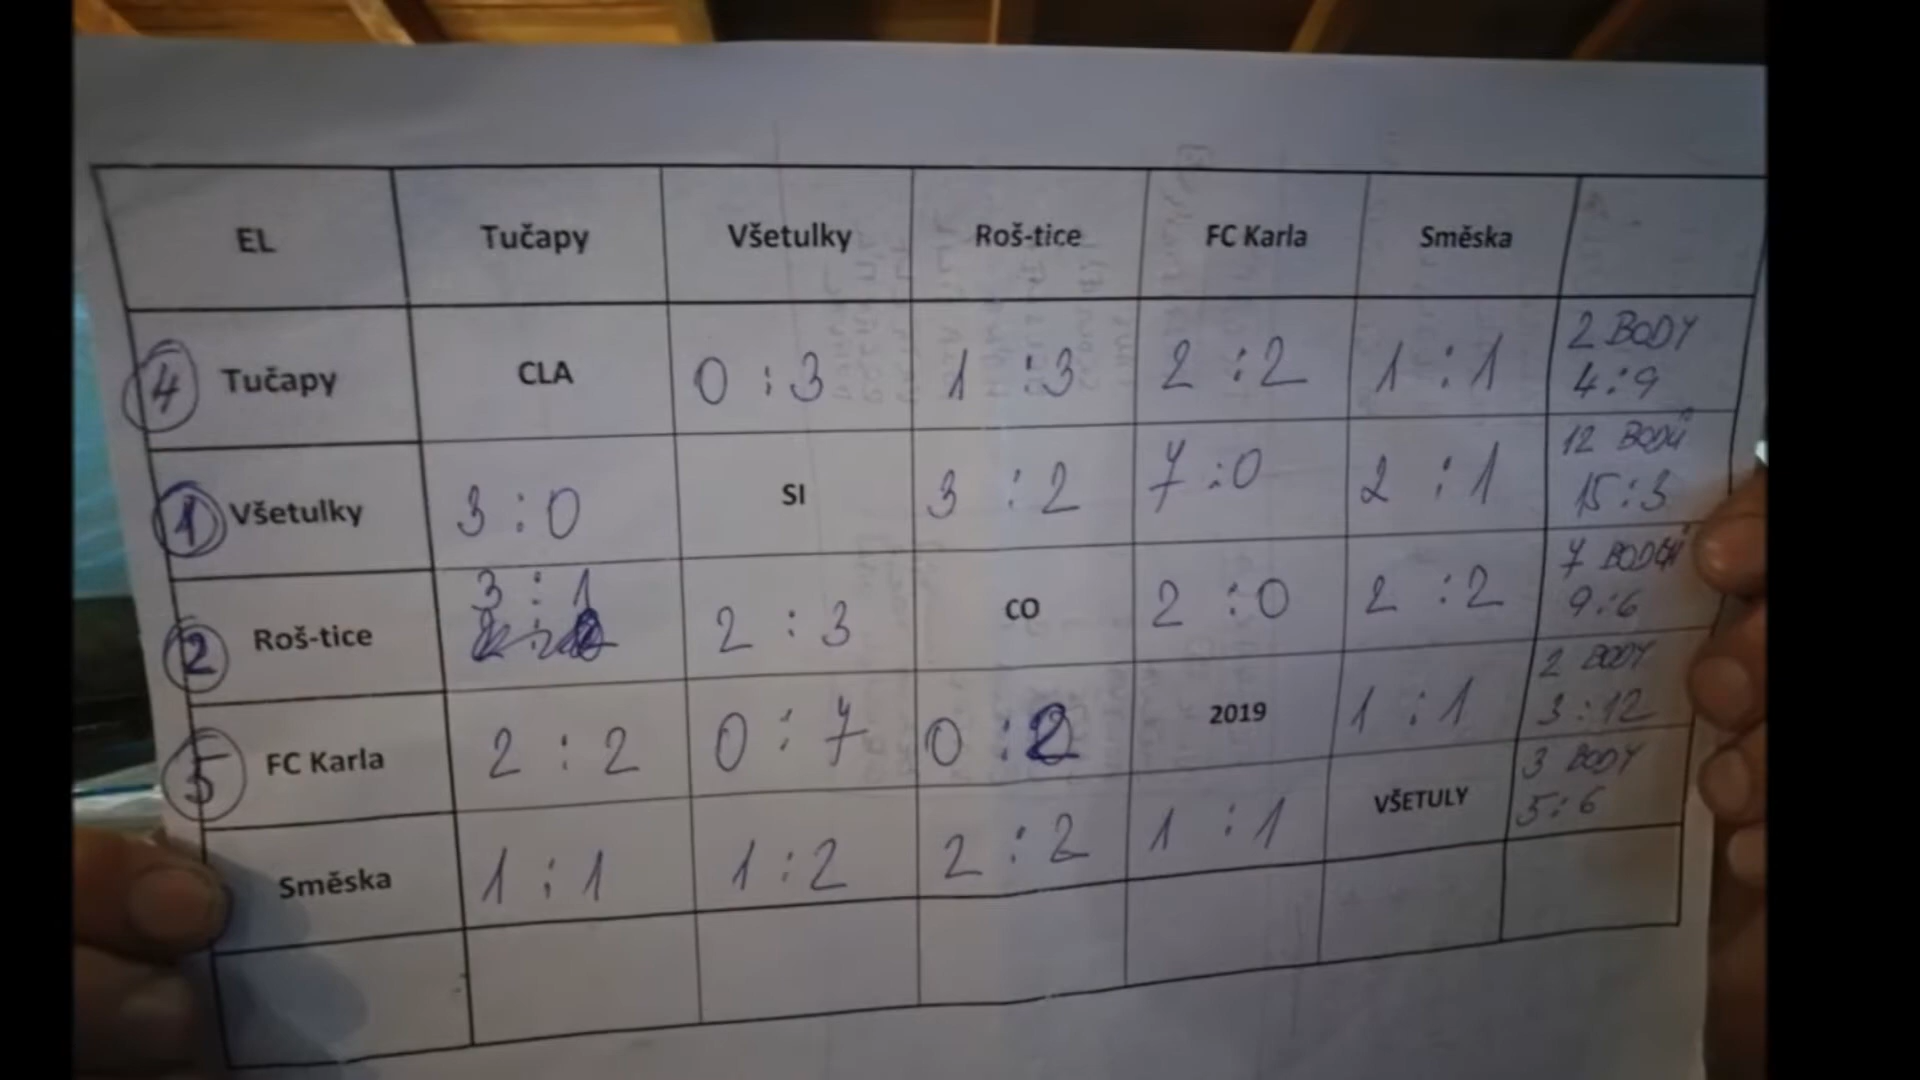 EL Tučapy Všetulky Roš-tice FC Karla Směska
4 Tučapy CLA 0:3 1:3 2:2 1:1 2 BODY 4:9
1 Všetulky 3:0 SI 3:2 7:0 2:1 12 BODŮ 15:3
2 Roš-tice 3:1 2:3 CO 2:0 2:2 7 BODŮ 9:6
5 FC Karla 2:2 0:7 0:2 2019 1:1 2 BODY 3:12
Směska 1:1 1:2 2:2 1:1 VŠETULY 3 BODY 5:6